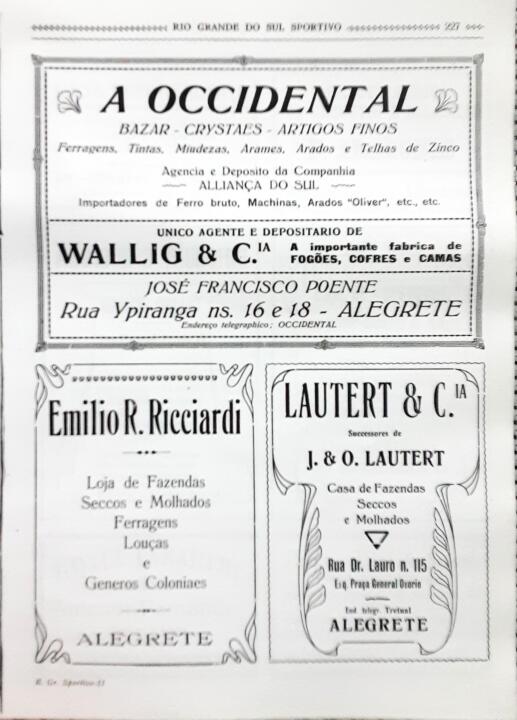 RIO GRANDE DO SUL SPORTIVO 227
A OCCIDENTAL
BAZAR - CRYSTAES - ARTIGOS FINOS
Ferragens, Tintas, Miudezas, Arames, Arados e Telhas de Zinco
Agencia e Deposito da Companhia
ALLIANÇA DO SUL
Importadores de Ferro bruto, Machinas, Arados "Oliver", etc., etc.
UNICO AGENTE E DEPOSITARIO DE
WALLIG & C.IA A importante fabrica de
FOGÕES, COFRES e CAMAS
JOSÉ FRANCISCO POENTE
Rua Ypiranga ns. 16 e 18 - ALEGRETE
Endereço telegraphico; OCCIDENTAL
Emilio R. Ricciardi
Loja de Fazendas
Seccos e Molhados
Ferragens
Louças
e
Generos Coloniaes
ALEGRETE
LAUTERT & C.IA
Successores de
J. & O. LAUTERT
Casa de Fazendas
Seccos
e Molhados
Rua Dr. Lauro n. 115
Esq. Praça General Osorio
End. telegr.
ALEGRETE
R. Gr. Sportivo-